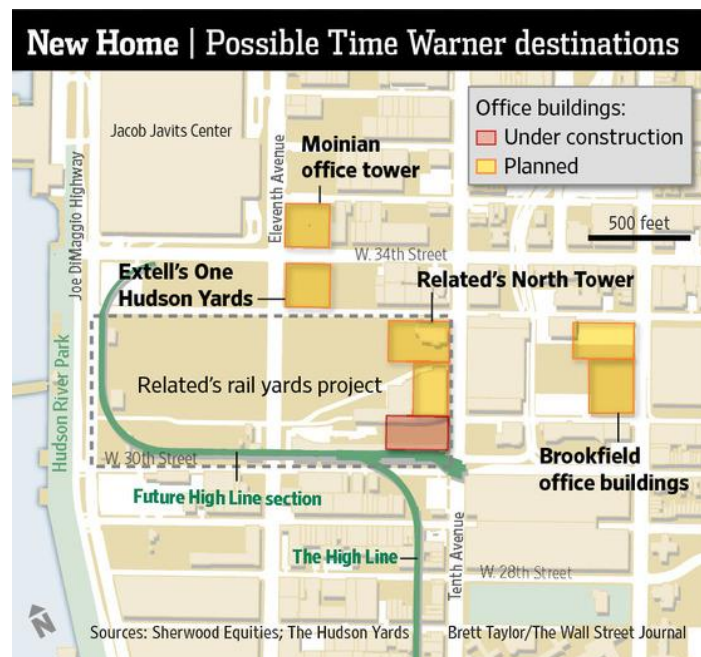 New Home | Possible Time Warner destinations
Office buildings:
Under construction
Planned
500 feet
Jacob Javits Center
Joe DiMaggio Highway
Eleventh Avenue
Moinian
office tower
W. 34th Street
Extell's One
Hudson Yards
Related's North Tower
Hudson River Park
Related's rail yards project
W. 30th Street
Brookfield
office buildings
Future High Line section
The High Line
Tenth Avenue
W. 28th Street
N
Sources: Sherwood Equities; The Hudson Yards
Brett Taylor/The Wall Street Journal